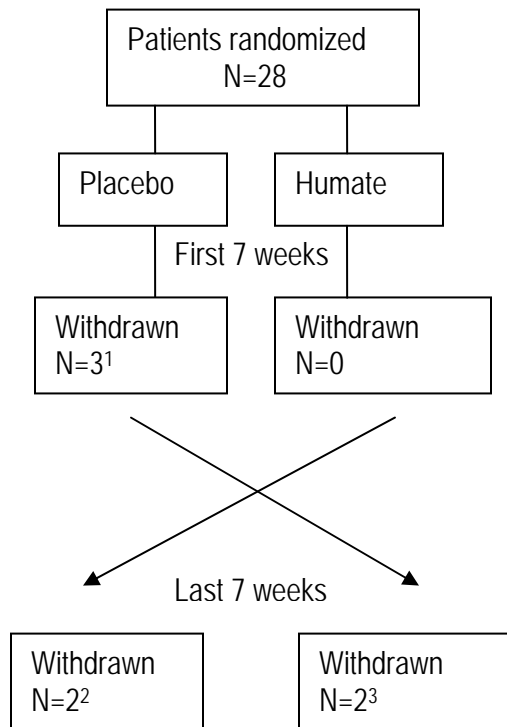 Patients randomized
N=28
Placebo
Humate
First 7 weeks
Withdrawn
N=3¹
Withdrawn
N=0
Last 7 weeks
Withdrawn
N=2²
Withdrawn
N=2³